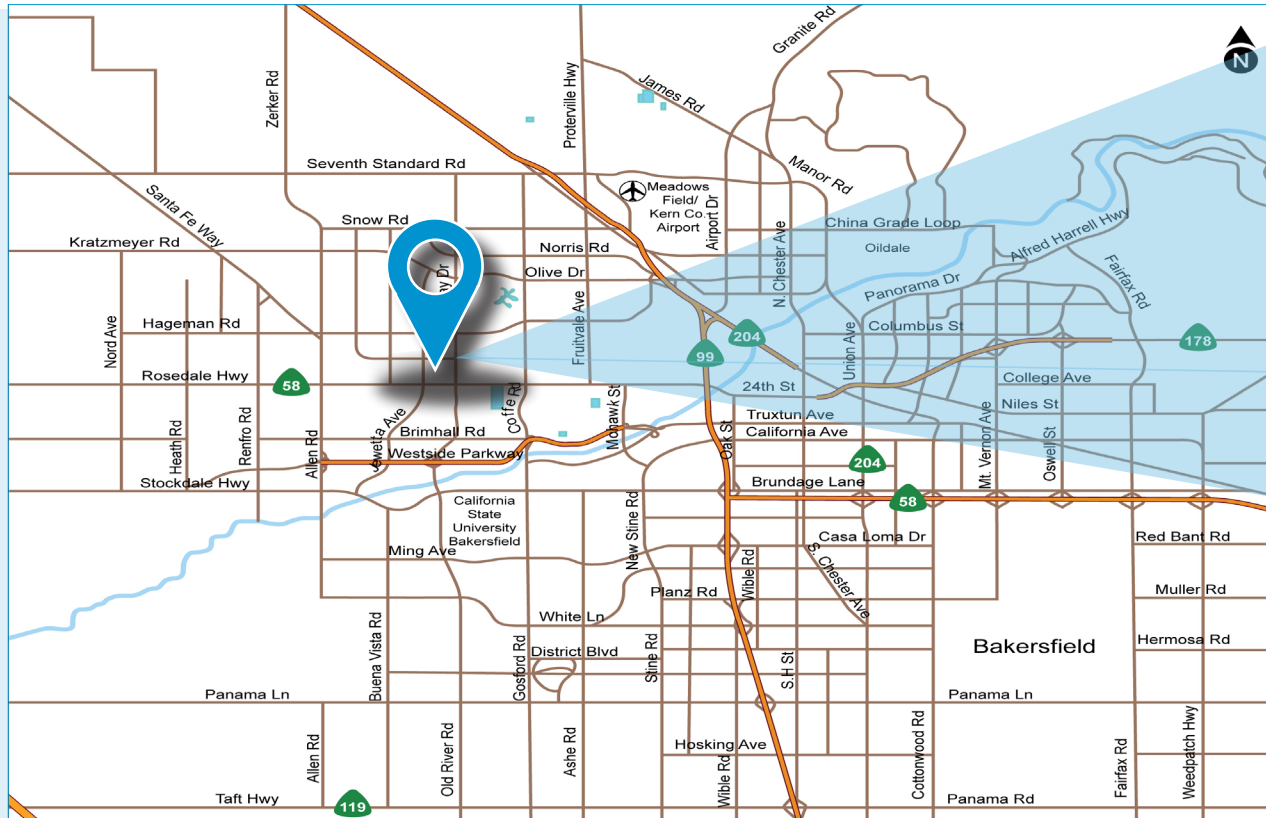 Granite Rd
N
Zerker Rd
Proterville Hwy
James Rd
Seventh Standard Rd
Manor Rd
Santa Fe Way
Meadows
Field/
Kern Co.
Airport
Airport Dr
Snow Rd
N. Chester Ave
China Grade Loop
Kratzmeyer Rd
Norris Rd
Oildale
Alfred Harrell Hwy
ay Dr
Olive Dr
Panorama Dr
Fairfax Rd
Nord Ave
Hageman Rd
Fruitvale Ave
204
Columbus St
178
99
Union Ave
Rosedale Hwy
58
24th St
College Ave
Coffe Rd
Mohawk St
Niles St
Truxtun Ave
Heath Rd
Renfro Rd
Allen Rd
Jewetta Ave
Brimhall Rd
Oak St
California Ave
Mt. Vernon Ave
Oswell St
Westside Parkway
204
Stockdale Hwy
Brundage Lane
58
California
State
University
Bakersfield
New Stine Rd
Casa Loma Dr
Red Bant Rd
Ming Ave
Wible Rd
S. Chester Ave
Planz Rd
Muller Rd
White Ln
Buena Vista Rd
Gosford Rd
District Blvd
Stine Rd
S.H St
Bakersfield
Hermosa Rd
Panama Ln
Panama Ln
Allen Rd
Old River Rd
Ashe Rd
Hosking Ave
Wible Rd
Cottonwood Rd
Fairfax Rd
Weedpatch Hwy
Taft Hwy
119
Panama Rd